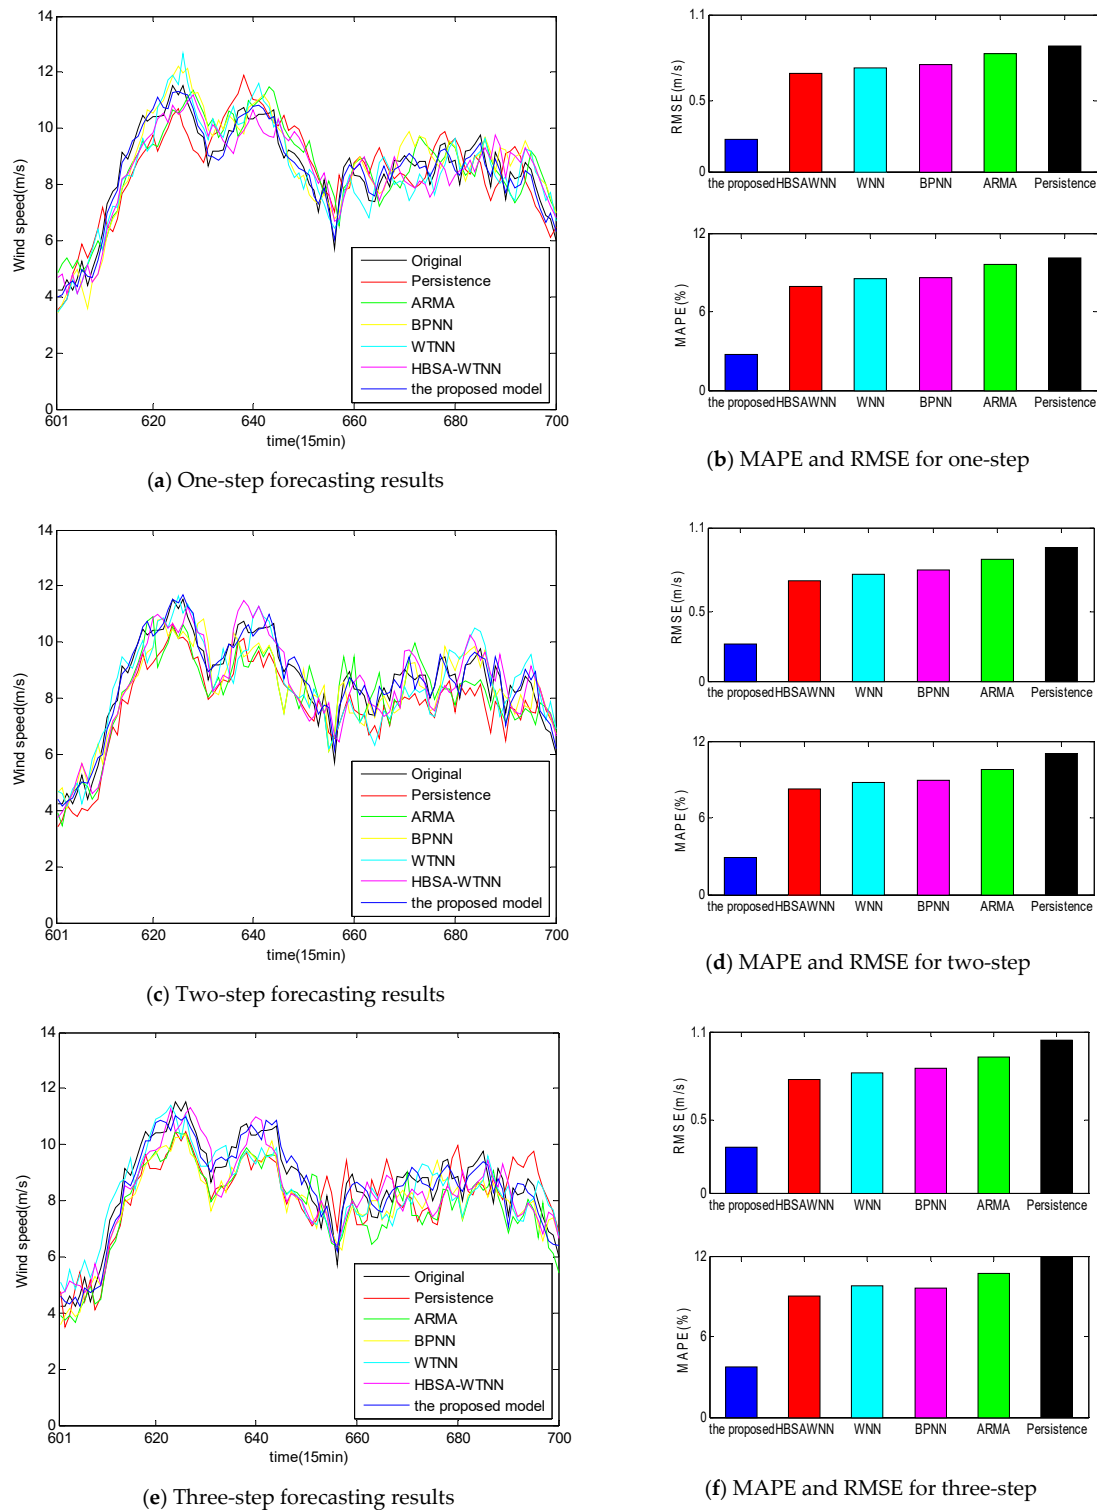 14
12
10
8
6
4
2
0
Wind speed(m/s)
Original
Persistence
ARMA
BPNN
WTNN
HBSA-WTNN
the proposed model
601 620 640 660 680 700
time(15min)
(a) One-step forecasting results
1.1
0.5
0
RMSE(m/s)
the proposed HBSAWNN WNN BPNN ARMA Persistence
12
6
0
MAPE(%)
the proposed HBSAWNN WNN BPNN ARMA Persistence
(b) MAPE and RMSE for one-step
14
12
10
8
6
4
2
0
Wind speed(m/s)
Original
Persistence
ARMA
BPNN
WTNN
HBSA-WTNN
the proposed model
601 620 640 660 680 700
time(15min)
(c) Two-step forecasting results
1.1
0.5
0
RMSE(m/s)
the proposed HBSAWNN WNN BPNN ARMA Persistence
12
6
0
MAPE(%)
the proposed HBSAWNN WNN BPNN ARMA Persistence
(d) MAPE and RMSE for two-step
14
12
10
8
6
4
2
0
Wind speed(m/s)
Original
Persistence
ARMA
BPNN
WTNN
HBSA-WTNN
the proposed model
601 620 640 660 680 700
time(15min)
(e) Three-step forecasting results
1.1
0.5
0
RMSE(m/s)
the proposed HBSAWNN WNN BPNN ARMA Persistence
12
6
0
MAPE(%)
the proposed HBSAWNN WNN BPNN ARMA Persistence
(f) MAPE and RMSE for three-step